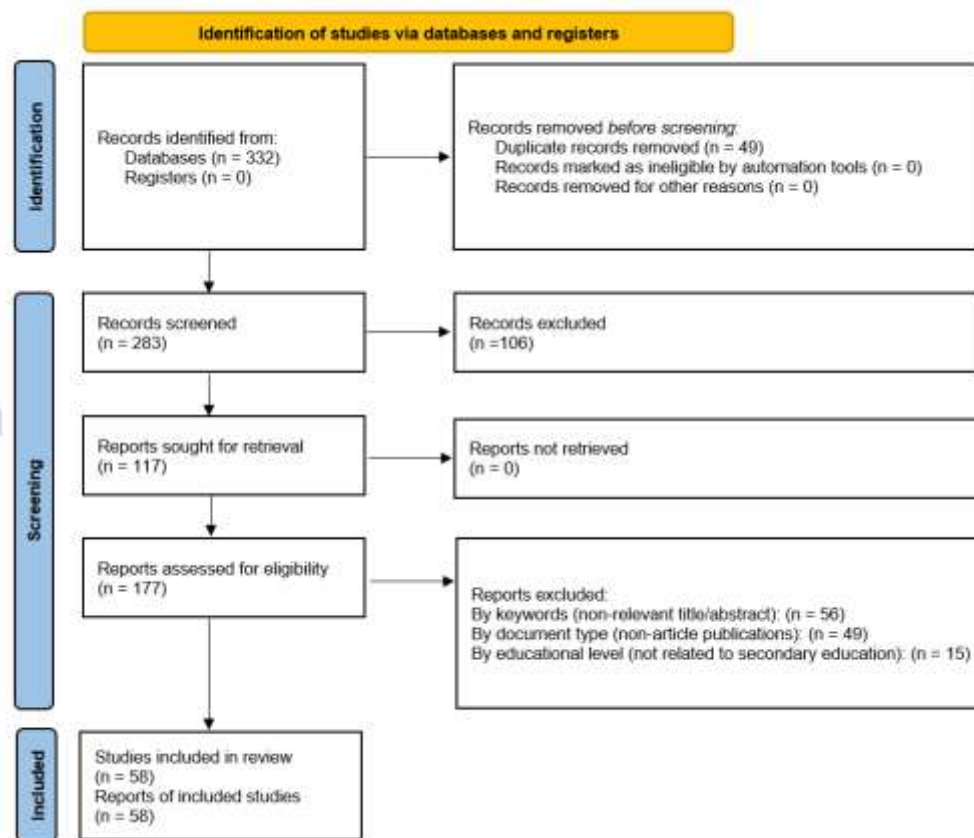 Identification of studies via databases and registers
Identification
Records identified from:
Databases (n = 332)
Registers (n = 0)
Records removed before screening:
Duplicate records removed (n = 49)
Records marked as ineligible by automation tools (n = 0)
Records removed for other reasons (n = 0)
Screening
Records screened
(n = 283)
Records excluded
(n =106)
Reports sought for retrieval
(n = 117)
Reports not retrieved
(n = 0)
Reports assessed for eligibility
(n = 177)
Reports excluded:
By keywords (non-relevant title/abstract): (n = 56)
By document type (non-article publications): (n = 49)
By educational level (not related to secondary education): (n = 15)
Included
Studies included in review
(n = 58)
Reports of included studies
(n = 58)